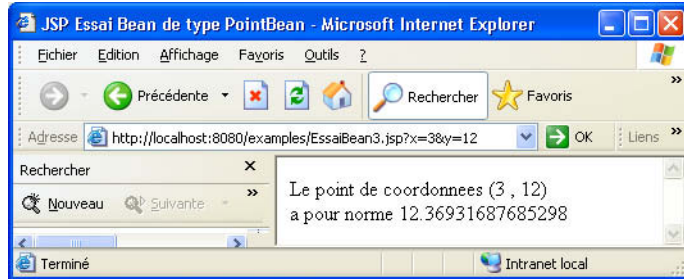 JSP Essai Bean de type PointBean - Microsoft Internet Explorer
Fichier Edition Affichage Favoris Outils ?
Précédente Rechercher Favoris »
Adresse http://localhost:8080/examples/EssaiBean3.jsp?x=3&y=12 OK Liens »
Rechercher x
Nouveau Suivante »
Le point de coordonnees (3 , 12)
a pour norme 12.36931687685298
Terminé Intranet local